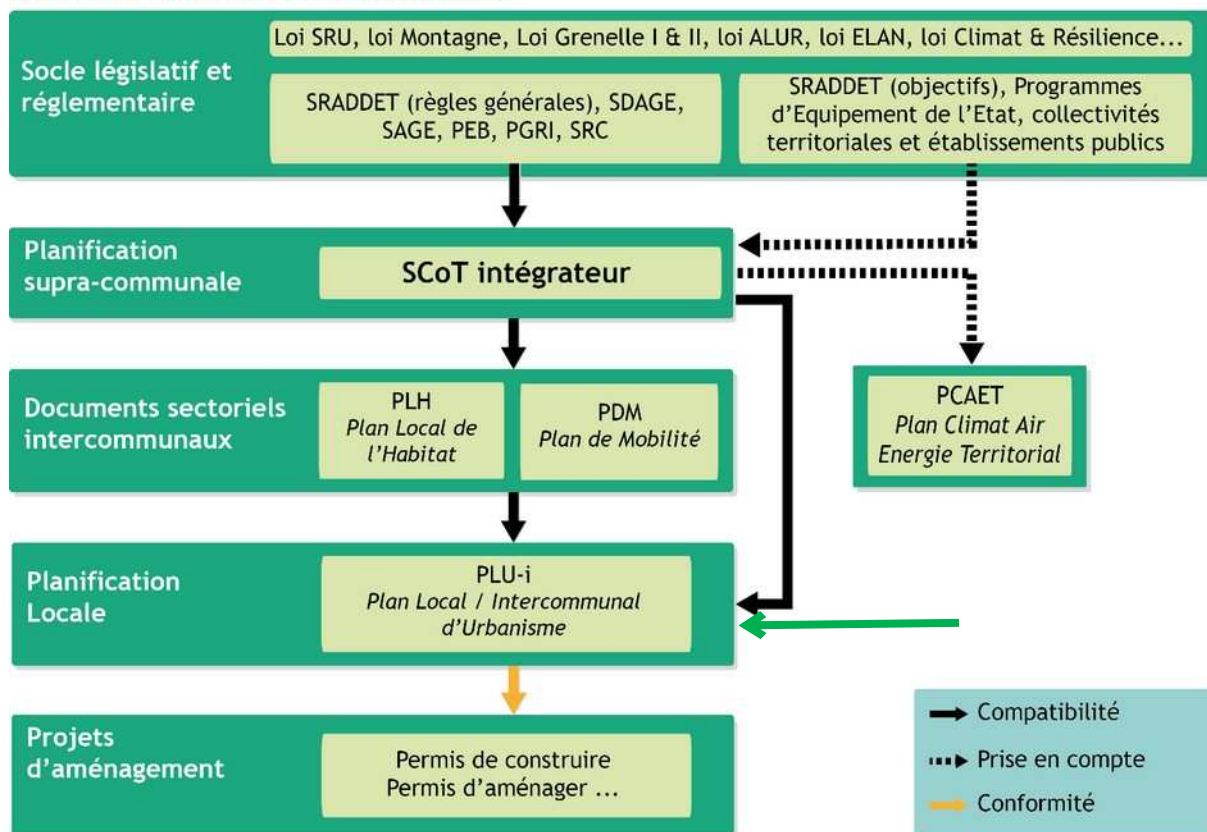 Loi SRU, loi Montagne, Loi Grenelle I & II, loi ALUR, loi ELAN, loi Climat & Résilience...
Socle législatif et
réglementaire
SRADDET (règles générales), SDAGE,
SAGE, PEB, PGRI, SRC
SRADDET (objectifs), Programmes
d'Equipement de l'Etat, collectivités
territoriales et établissements publics
Planification
supra-communale
SCoT intégrateur
Documents sectoriels
intercommunaux
PLH
Plan Local de
l'Habitat
PDM
Plan de Mobilité
PCAET
Plan Climat Air
Energie Territorial
Planification
Locale
PLU-i
Plan Local / Intercommunal
d'Urbanisme
Projets
d'aménagement
Permis de construire
Permis d'aménager ...
Compatibilité
Prise en compte
Conformité